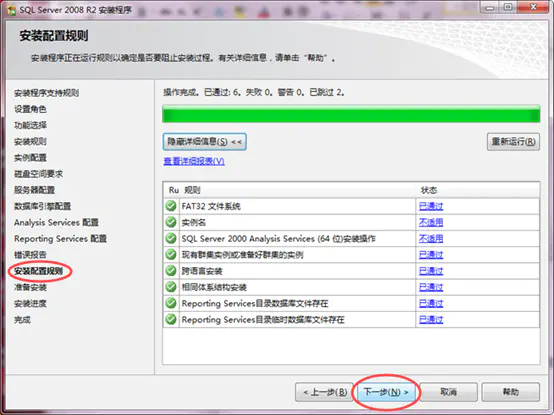 SQL Server 2008 R2 安装程序
安装配置规则
安装程序正在运行规则以确定是否要阻止安装过程。有关详细信息，请单击“帮助”。
安装程序支持规则
设置角色
功能选择
安装规则
实例配置
磁盘空间要求
服务器配置
数据库引擎配置
Analysis Services 配置
Reporting Services 配置
错误报告
安装配置规则
准备安装
安装进度
完成
操作完成。已通过: 6。失败 0。警告 0。已跳过 2。
隐藏详细信息(S) <<
重新运行(R)
查看详细报表(V)
Ru 规则 状态
FAT32 文件系统 已通过
实例名 不适用
SQL Server 2000 Analysis Services (64 位)安装操作 不适用
现有群集实例或准备好群集的实例 已通过
跨语言安装 已通过
相同体系结构安装 已通过
Reporting Services目录数据库文件存在 已通过
Reporting Services目录临时数据库文件存在 已通过
< 上一步(B)
下一步(N) >
取消
帮助